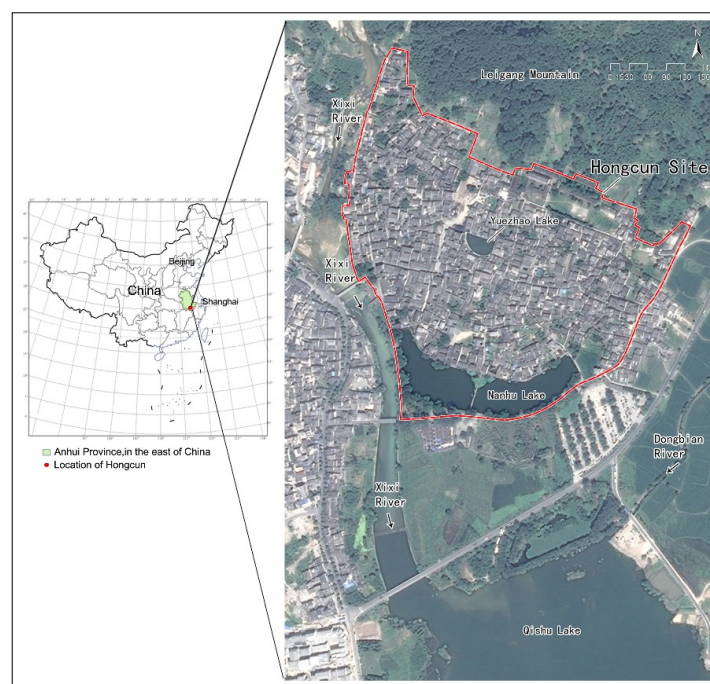 Beijing
China
Shanghai
Anhui Province,in the east of China
Location of Hongcun
N
Leigang Mountain
Xixi
River
Hongcun Site
Yuezhao Lake
Xixi
River
Nanhu Lake
Dongbian
River
Xixi
River
Qishu Lake